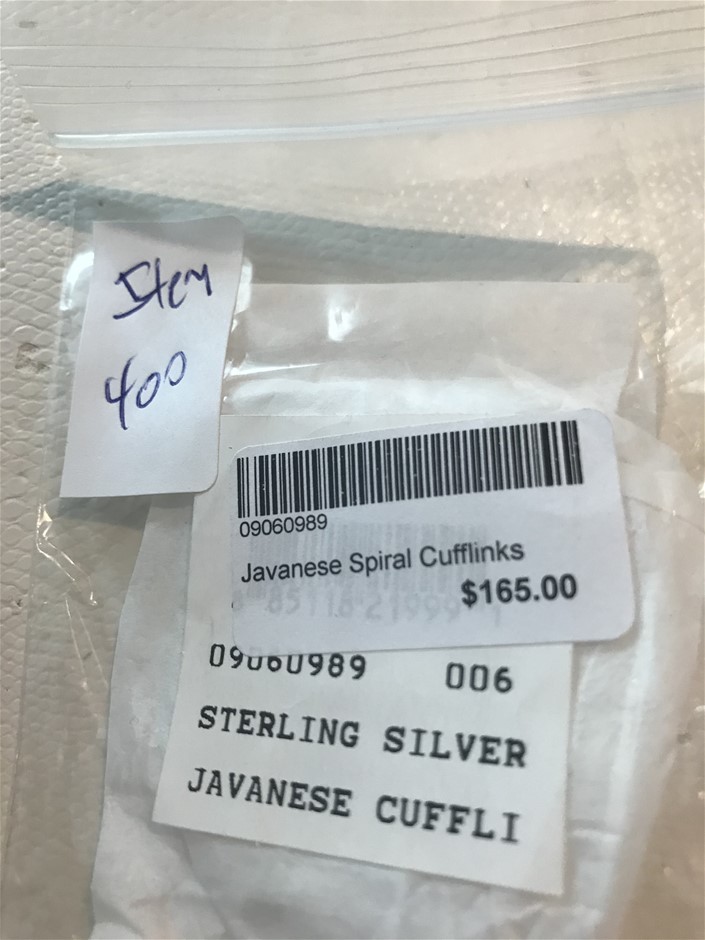 Item
400
09060989
Javanese Spiral Cufflinks
$165.00
09060989 006
STERLING SILVER
JAVANESE CUFFLI